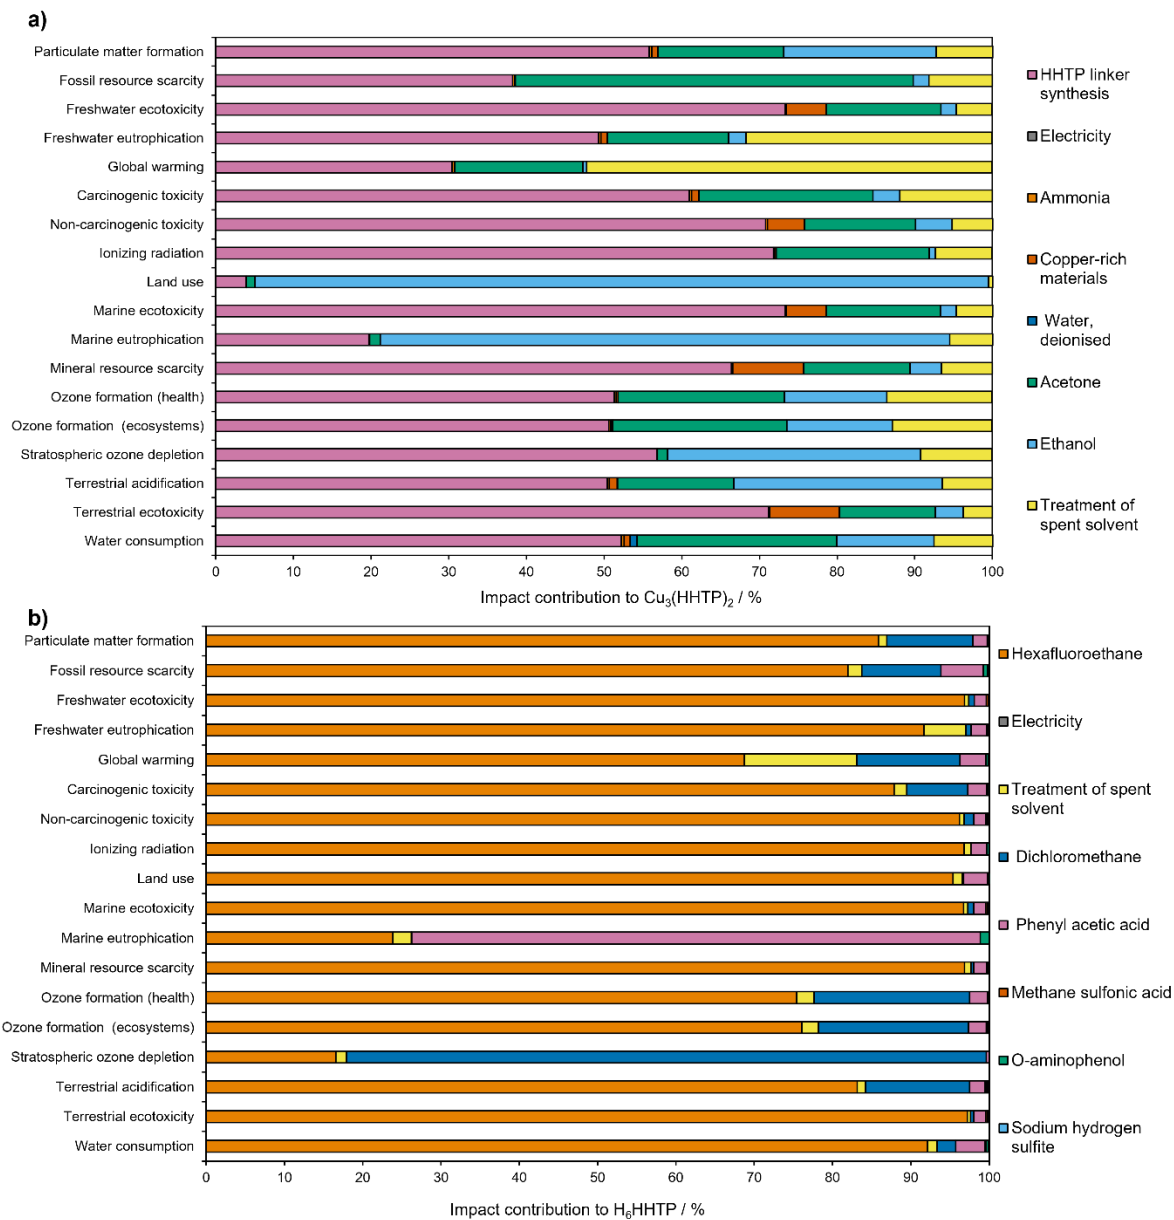 a)
Particulate matter formation
Fossil resource scarcity
Freshwater ecotoxicity
Freshwater eutrophication
Global warming
Carcinogenic toxicity
Non-carcinogenic toxicity
Ionizing radiation
Land use
Marine ecotoxicity
Marine eutrophication
Mineral resource scarcity
Ozone formation (health)
Ozone formation  (ecosystems)
Stratospheric ozone depletion
Terrestrial acidification
Terrestrial ecotoxicity
Water consumption
0 10 20 30 40 50 60 70 80 90 100
Impact contribution to Cu₃(HHTP)₂ / %
HHTP linker
synthesis
Electricity
Ammonia
Copper-rich
materials
Water,
deionised
Acetone
Ethanol
Treatment of
spent solvent
b)
Particulate matter formation
Fossil resource scarcity
Freshwater ecotoxicity
Freshwater eutrophication
Global warming
Carcinogenic toxicity
Non-carcinogenic toxicity
Ionizing radiation
Land use
Marine ecotoxicity
Marine eutrophication
Mineral resource scarcity
Ozone formation (health)
Ozone formation  (ecosystems)
Stratospheric ozone depletion
Terrestrial acidification
Terrestrial ecotoxicity
Water consumption
0 10 20 30 40 50 60 70 80 90 100
Impact contribution to H₆HHTP / %
Hexafluoroethane
Electricity
Treatment of spent
solvent
Dichloromethane
Phenyl acetic acid
Methane sulfonic acid
O-aminophenol
Sodium hydrogen
sulfite